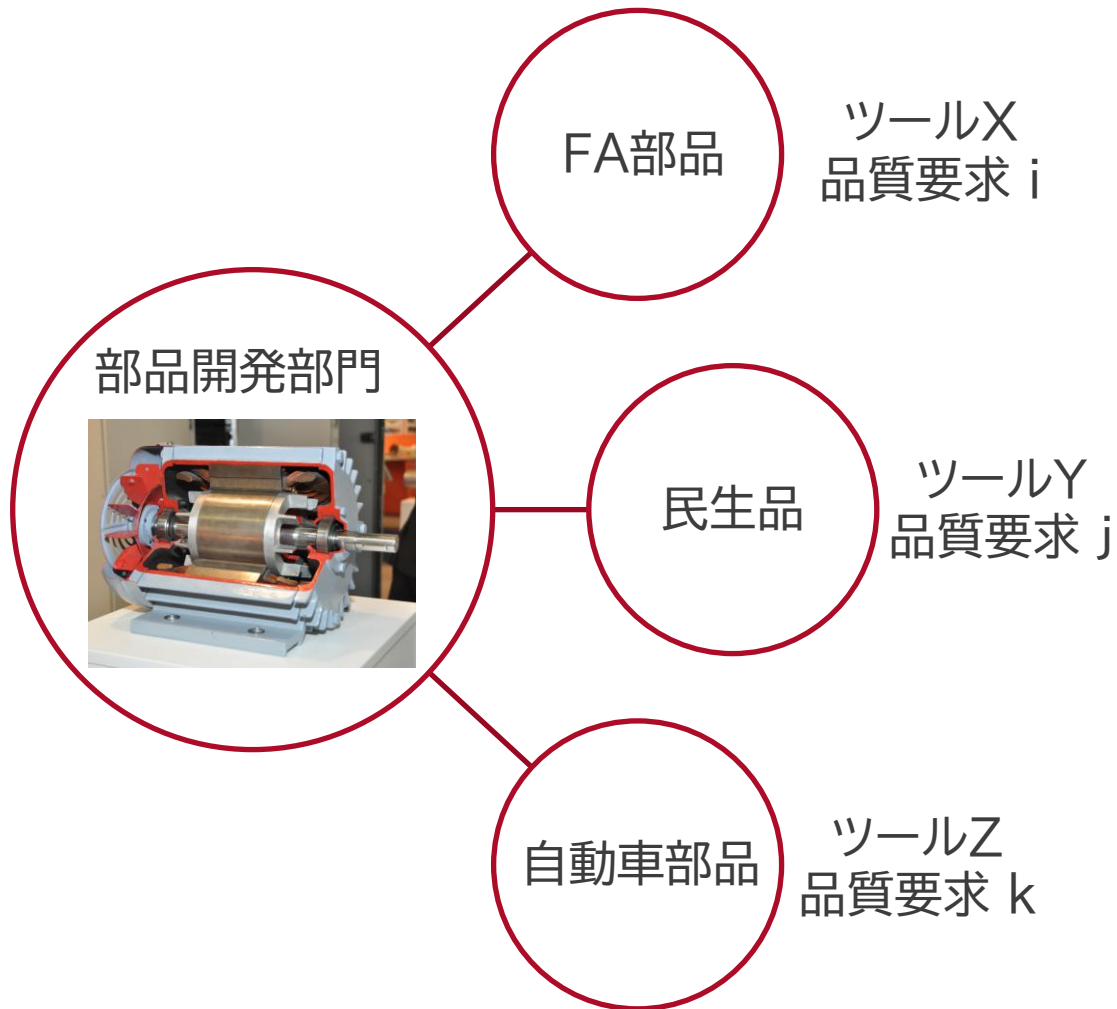 FA部品
ツールX
品質要求 i
部品開発部門
民生品
ツールY
品質要求 j
自動車部品
ツールZ
品質要求 k